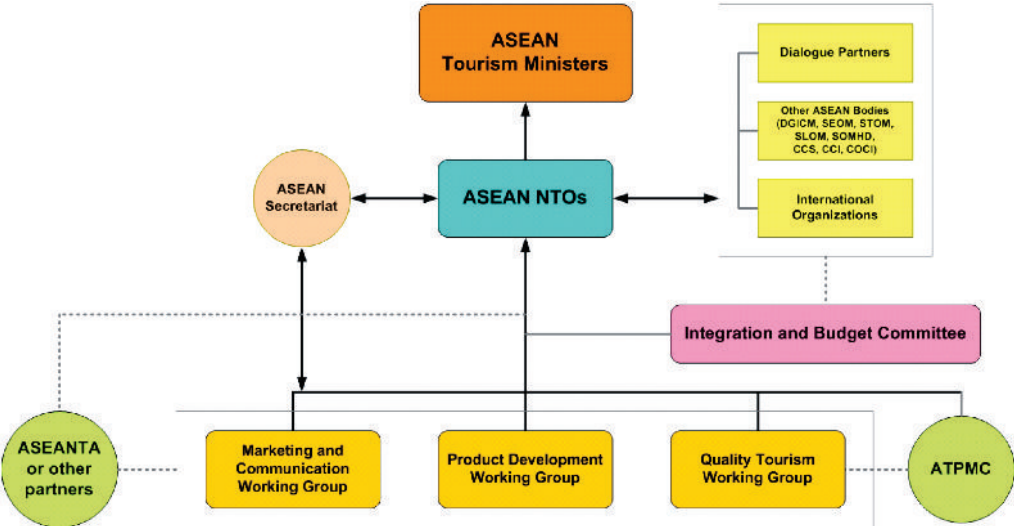 ASEAN
Tourism Ministers
Dialogue Partners
Other ASEAN Bodies
(DGICM, SEOM, STOM,
SLOM, SOMHD,
CCS, CCI, COCI)
International
Organizations
ASEAN
Secretariat
ASEAN NTOs
Integration and Budget Committee
ASEANTA
or other
partners
Marketing and
Communication
Working Group
Product Development
Working Group
Quality Tourism
Working Group
ATPMC